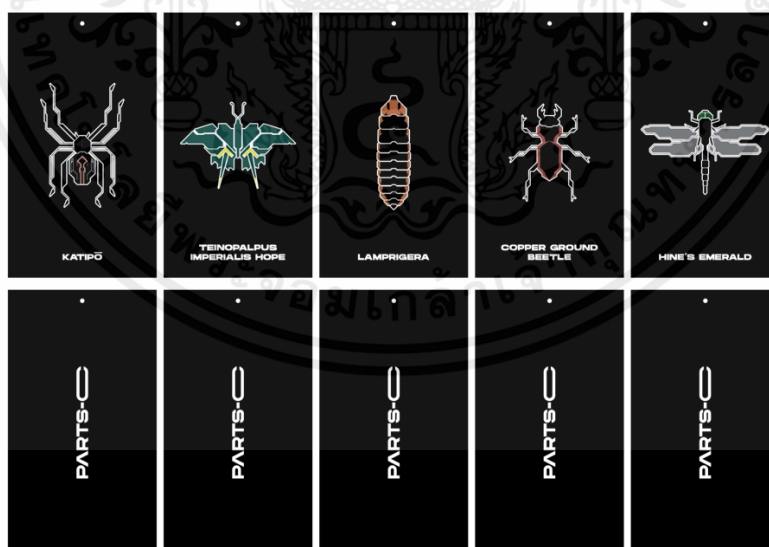 KATIPŌ
TEINOPALPUS
IMPERIALIS HOPE
LAMPRIGERA
COPPER GROUND
BEETLE
HINE'S EMERALD
PARTS-
PARTS-
PARTS-
PARTS-
PARTS-